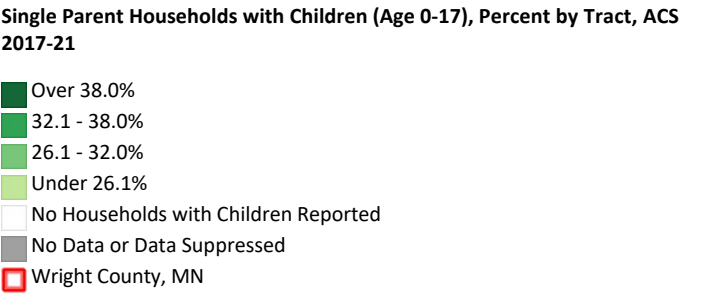 Single Parent Households with Children (Age 0-17), Percent by Tract, ACS
2017-21
Over 38.0%
32.1 - 38.0%
26.1 - 32.0%
Under 26.1%
No Households with Children Reported
No Data or Data Suppressed
Wright County, MN